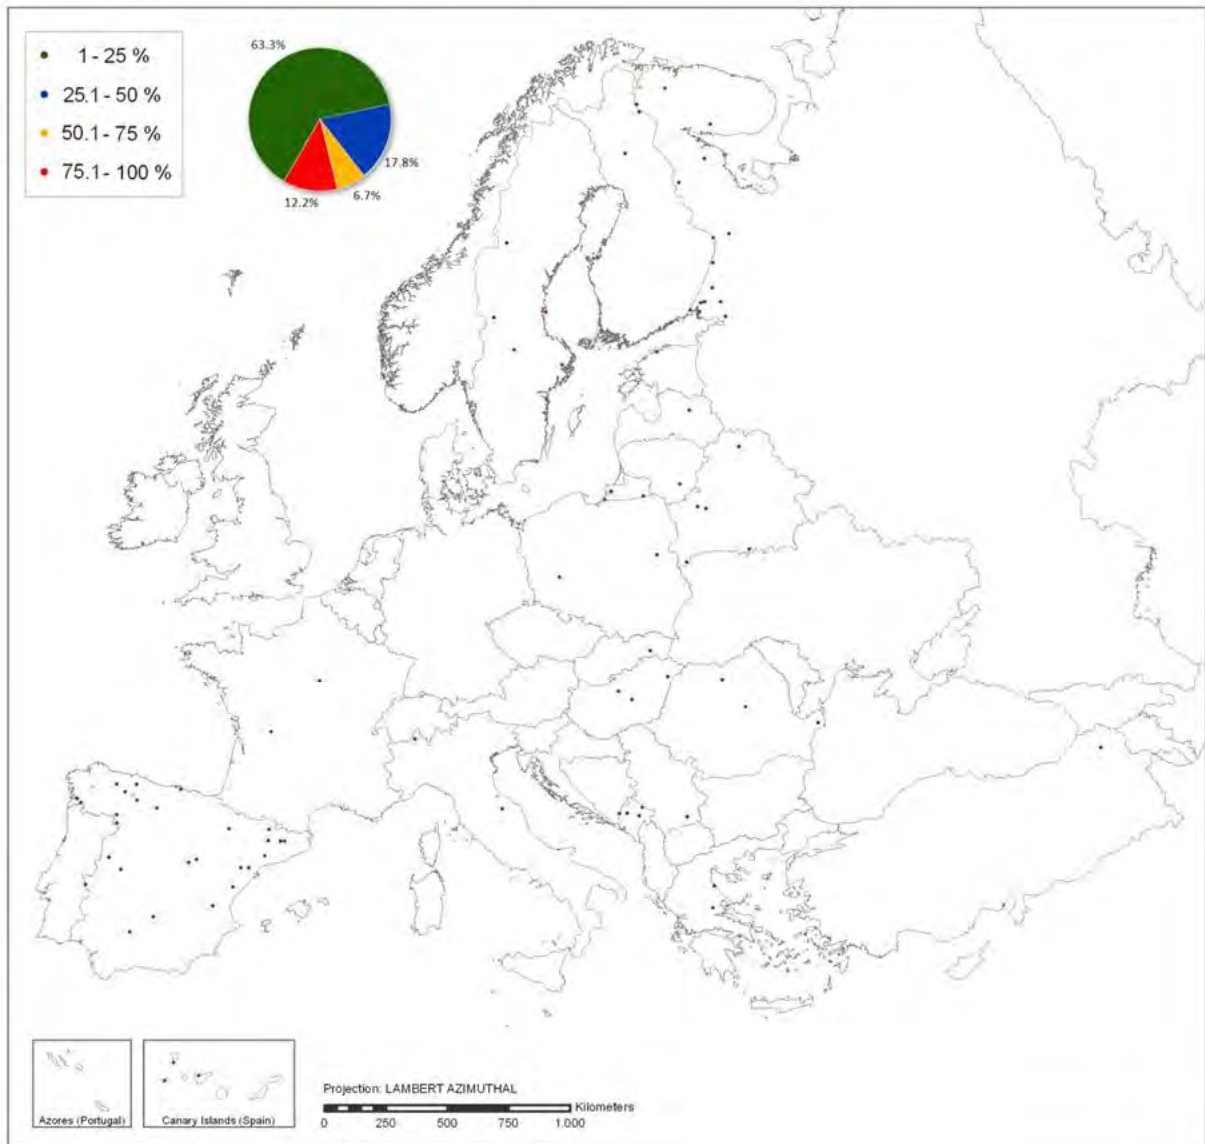 1 - 25 %
25.1 - 50 %
50.1 - 75 %
75.1 - 100 %
63.3%
17.8%
6.7%
12.2%
Azores (Portugal)
Canary Islands (Spain)
Projection: LAMBERT AZIMUTHAL
Kilometers
0 250 500 750 1.000